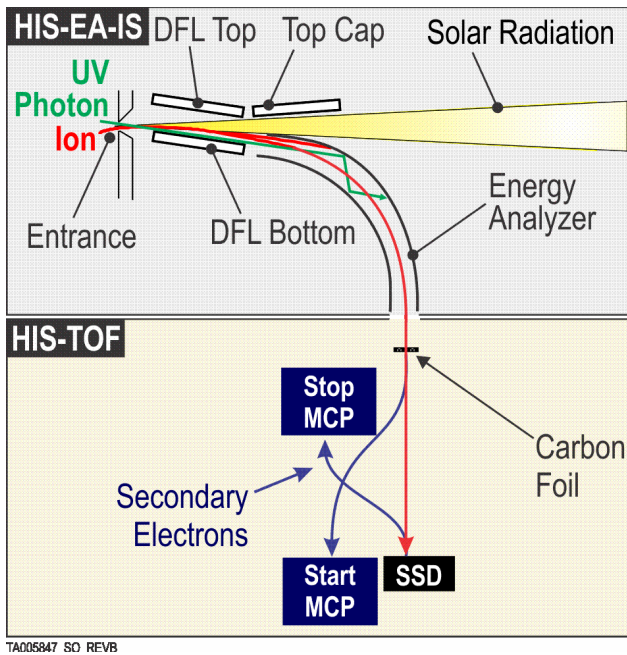 HIS-EA-IS
DFL Top
Top Cap
Solar Radiation
UV
Photon
Ion
Entrance
DFL Bottom
Energy
Analyzer
HIS-TOF
Stop
MCP
Carbon
Foil
Secondary
Electrons
Start
MCP
SSD
TA005847_SO_REVB